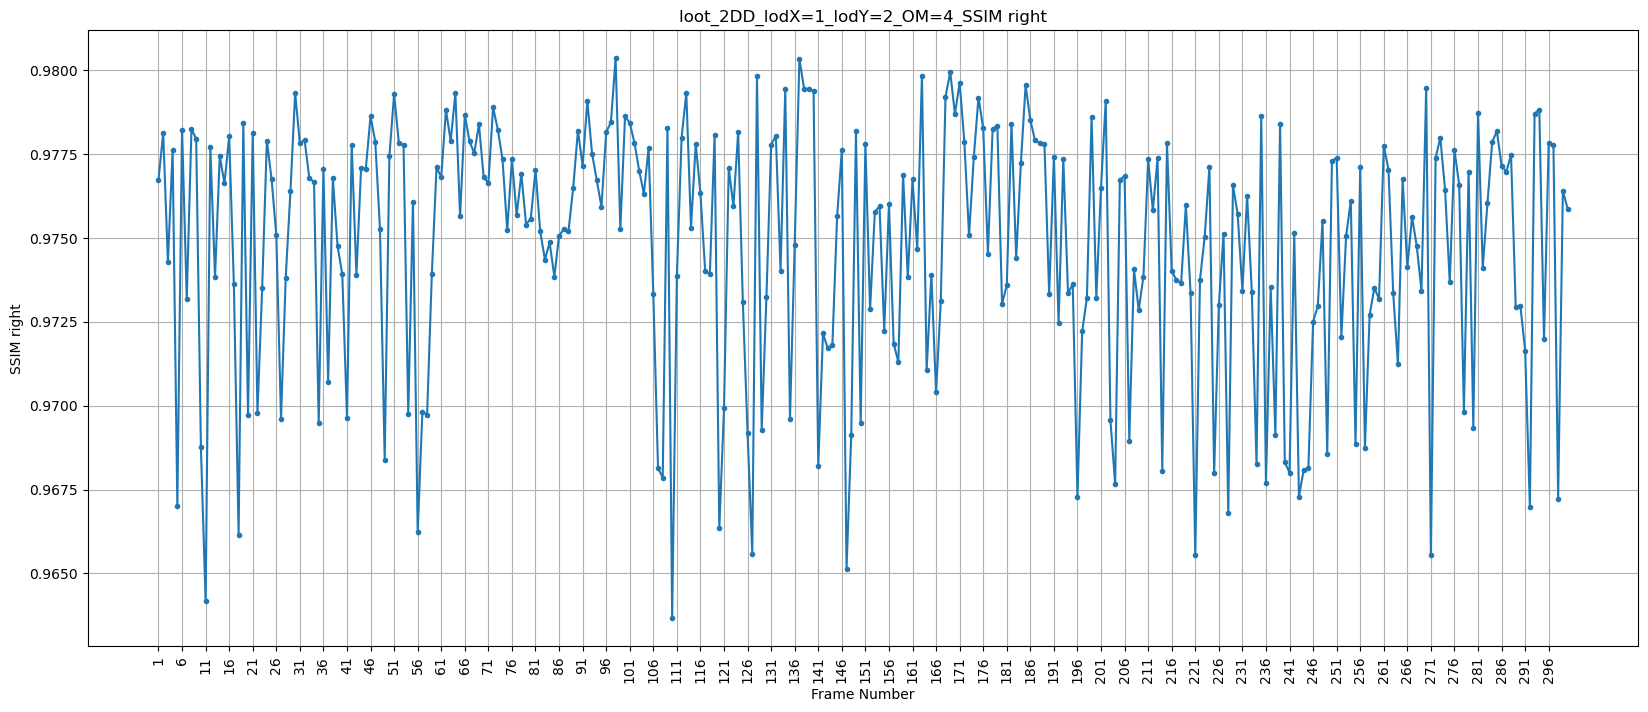 loot_2DD_lodX=1_lodY=2_OM=4_SSIM right
SSIM right
0.9800
0.9775
0.9750
0.9725
0.9700
0.9675
0.9650
1 6 11 16 21 26 31 36 41 46 51 56 61 66 71 76 81 86 91 96 101 106 111 116 121 126 131 136 141 146 151 156 161 166 171 176 181 186 191 196 201 206 211 216 221 226 231 236 241 246 251 256 261 266 271 276 281 286 291 296
Frame Number